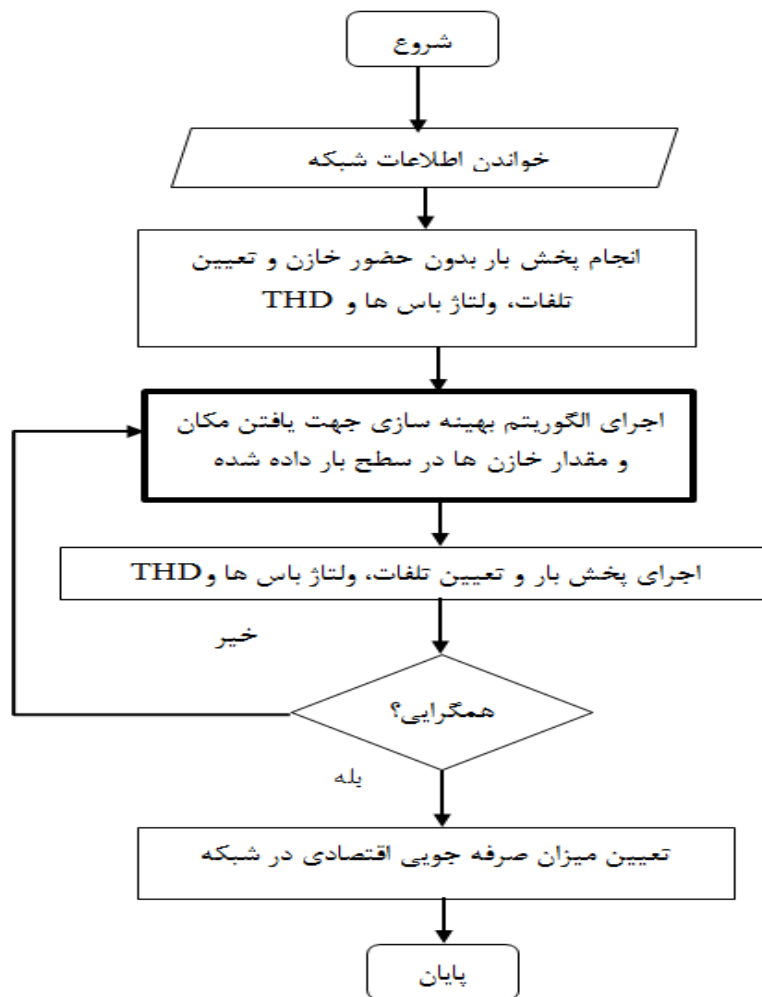 شروع
خواندن اطلاعات شبکه
انجام پخش بار بدون حضور خازن و تعیین
تلفات، ولتاژ باس ها و THD
اجرای الگوریتم بهینه سازی جهت یافتن مکان
و مقدار خازن ها در سطح بار داده شده
اجرای پخش بار و تعیین تلفات، ولتاژ باس ها وTHD
خیر
همگرایی؟
بله
تعیین میزان صرفه جویی اقتصادی در شبکه
پایان